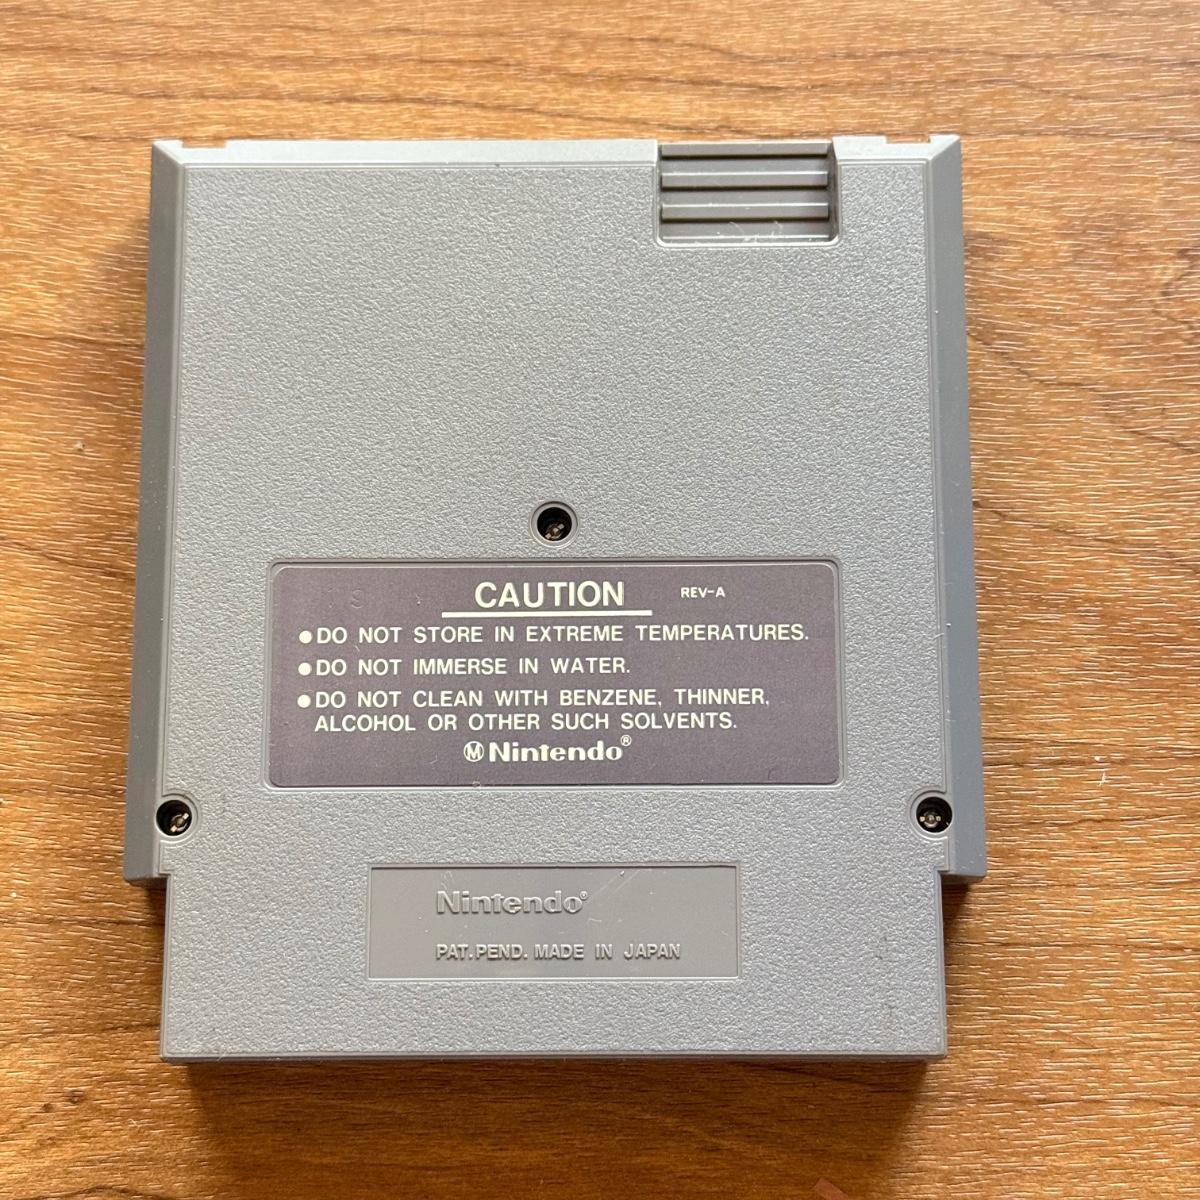 CAUTION REV-A
●DO NOT STORE IN EXTREME TEMPERATURES.
●DO NOT IMMERSE IN WATER.
●DO NOT CLEAN WITH BENZENE, THINNER,
ALCOHOL OR OTHER SUCH SOLVENTS.
Ⓜ Nintendo®
Nintendo®
PAT. PEND. MADE IN JAPAN